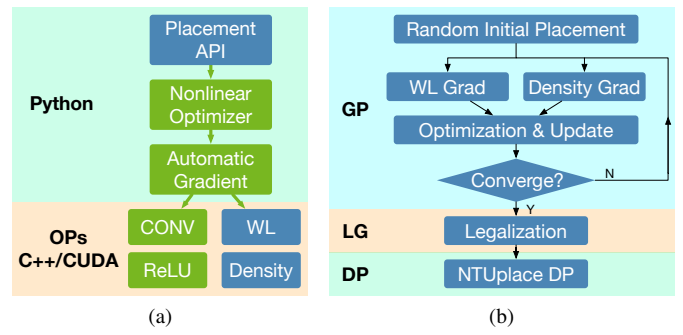 Placement
API
Python
Nonlinear
Optimizer
Automatic
Gradient
OPs
C++/CUDA
CONV
WL
ReLU
Density
(a)
Random Initial Placement
GP
WL Grad
Density Grad
Optimization & Update
Converge?
N
Y
LG
Legalization
DP
NTUplace DP
(b)